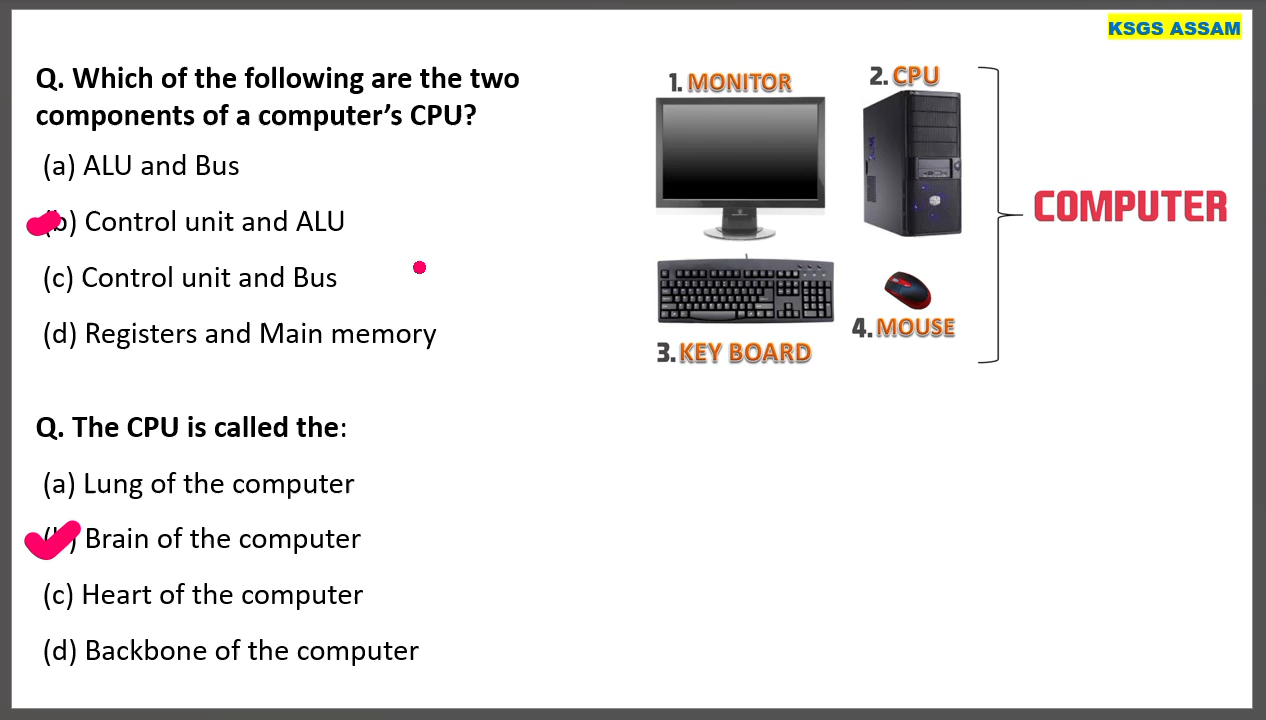 KSGS ASSAM
Q. Which of the following are the two
components of a computer’s CPU?
(a) ALU and Bus
(b) Control unit and ALU
(c) Control unit and Bus
(d) Registers and Main memory
Q. The CPU is called the:
(a) Lung of the computer
(b) Brain of the computer
(c) Heart of the computer
(d) Backbone of the computer
1. MONITOR
2. CPU
3. KEY BOARD
4. MOUSE
COMPUTER